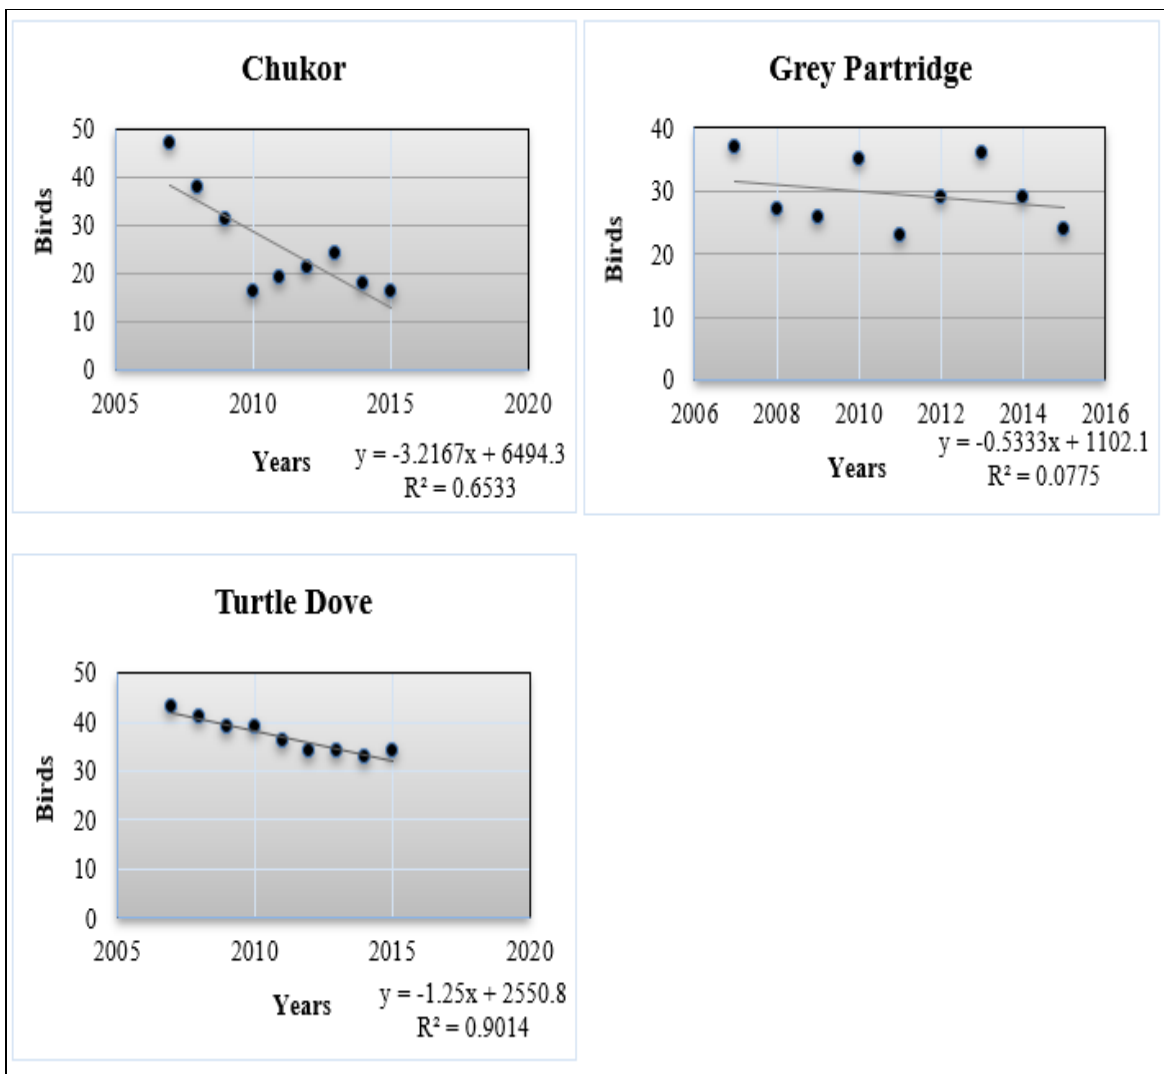 Chukor
50
40
30
20
10
0
Birds
2005 2010 2015 2020
Years
y = -3.2167x + 6494.3
R² = 0.6533
Grey Partridge
40
30
20
10
0
Birds
2006 2008 2010 2012 2014 2016
Years
y = -0.5333x + 1102.1
R² = 0.0775
Turtle Dove
50
40
30
20
10
0
Birds
2005 2010 2015 2020
Years
y = -1.25x + 2550.8
R² = 0.9014